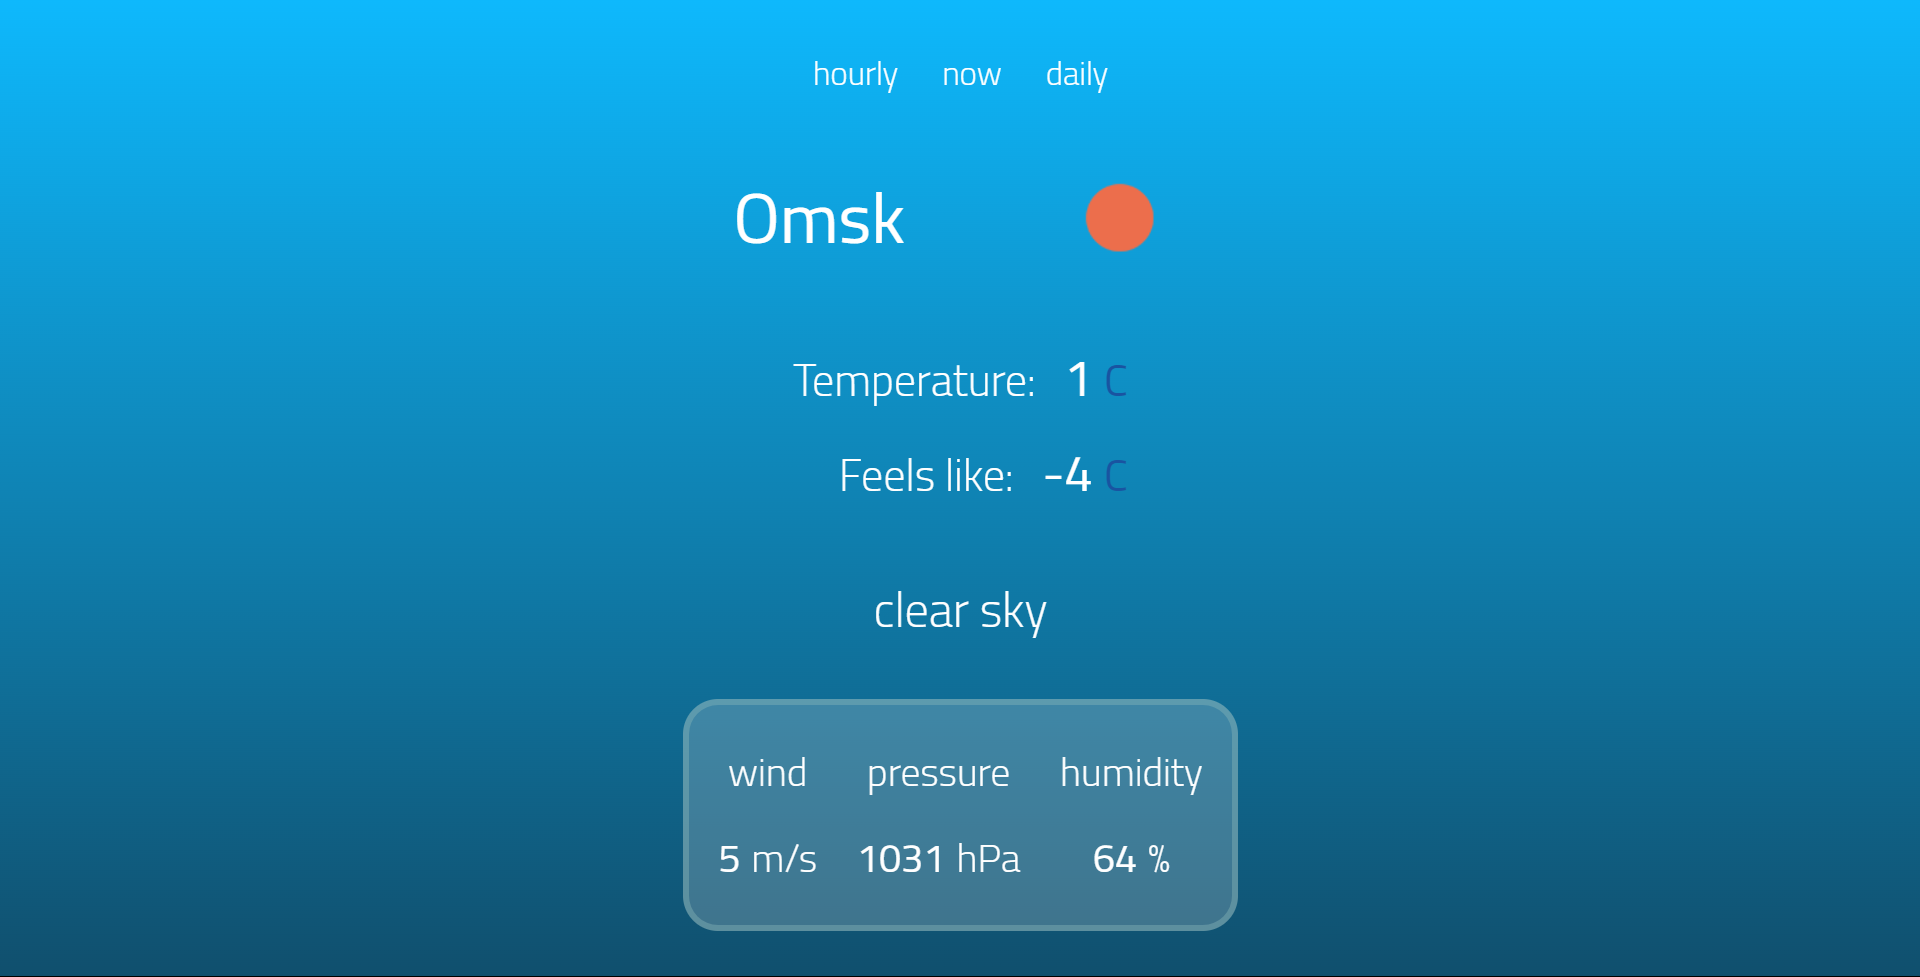 hourly now daily
Omsk
Temperature: 1 C
Feels like: -4 C
clear sky
wind pressure humidity
5 m/s 1031 hPa 64 %